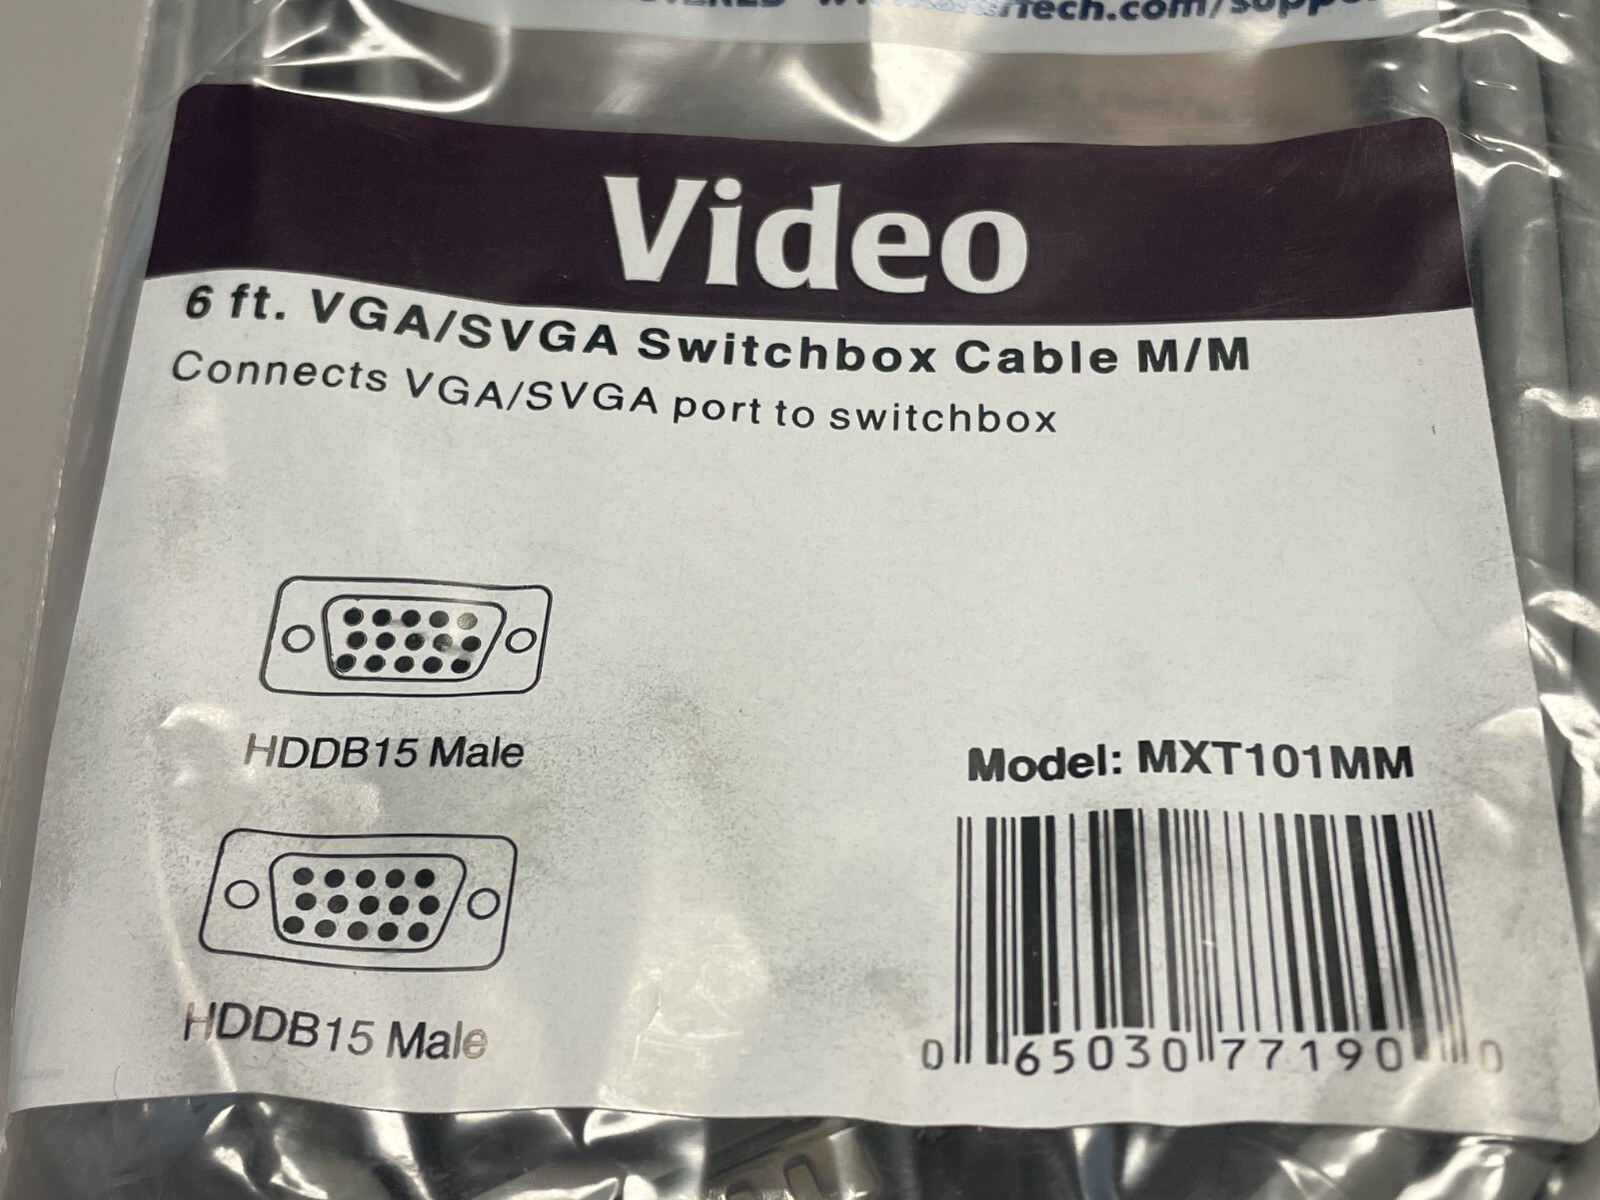 Video
6 ft. VGA/SVGA Switchbox Cable M/M
Connects VGA/SVGA port to switchbox
HDDB15 Male
Model: MXT101MM
HDDB15 Male
0 65030 77190 0